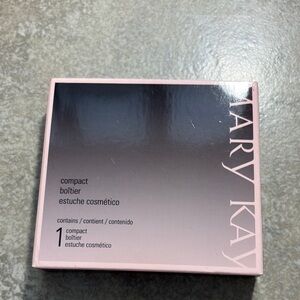 MARY KAY
compact
boîtier
estuche cosmético
contains / contient / contenido
1 compact
boîtier
estuche cosmético